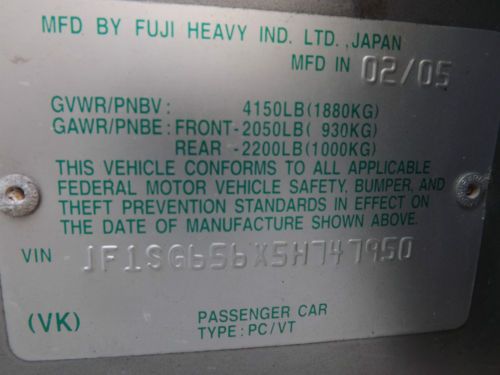 MFD. BY FUJI HEAVY IND. LTD., JAPAN
MFD IN 02/05
GVWR/PNBV: 4150LB(1880KG)
GAWR/PNBE: FRONT-2050LB( 930KG)
REAR -2200LB(1000KG)
THIS VEHICLE CONFORMS TO ALL APPLICABLE
FEDERAL MOTOR VEHICLE SAFETY, BUMPER, AND
THEFT PREVENTION STANDARDS IN EFFECT ON
THE DATE OF MANUFACTURE SHOWN ABOVE.
VIN JF1SG656X5H747950
(VK) PASSENGER CAR
TYPE: PC/VT